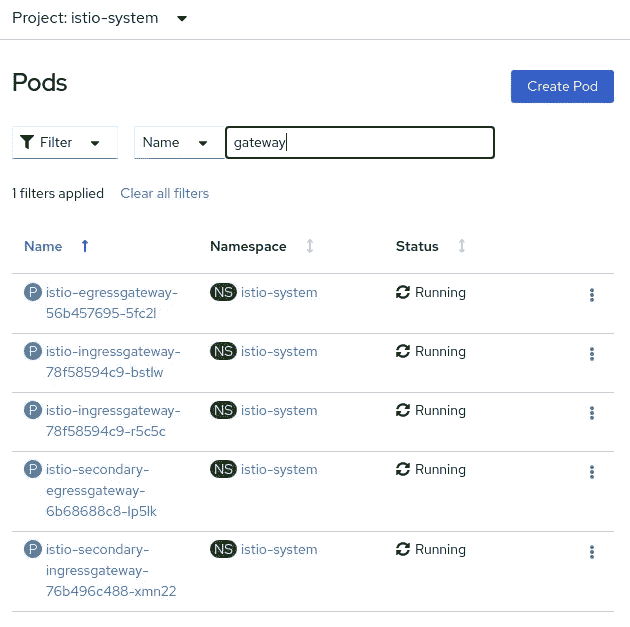 Project: istio-system
Pods
Create Pod
Filter
Name
gateway
1 filters applied
Clear all filters
Name
Namespace
Status
P istio-egressgateway-
56b457695-5fc2l
NS istio-system
Running
P istio-ingressgateway-
78f58594c9-bstlw
NS istio-system
Running
P istio-ingressgateway-
78f58594c9-r5c5c
NS istio-system
Running
P istio-secondary-
egressgateway-
6b68688c8-lp5lk
NS istio-system
Running
P istio-secondary-
ingressgateway-
76b496c488-xmn22
NS istio-system
Running